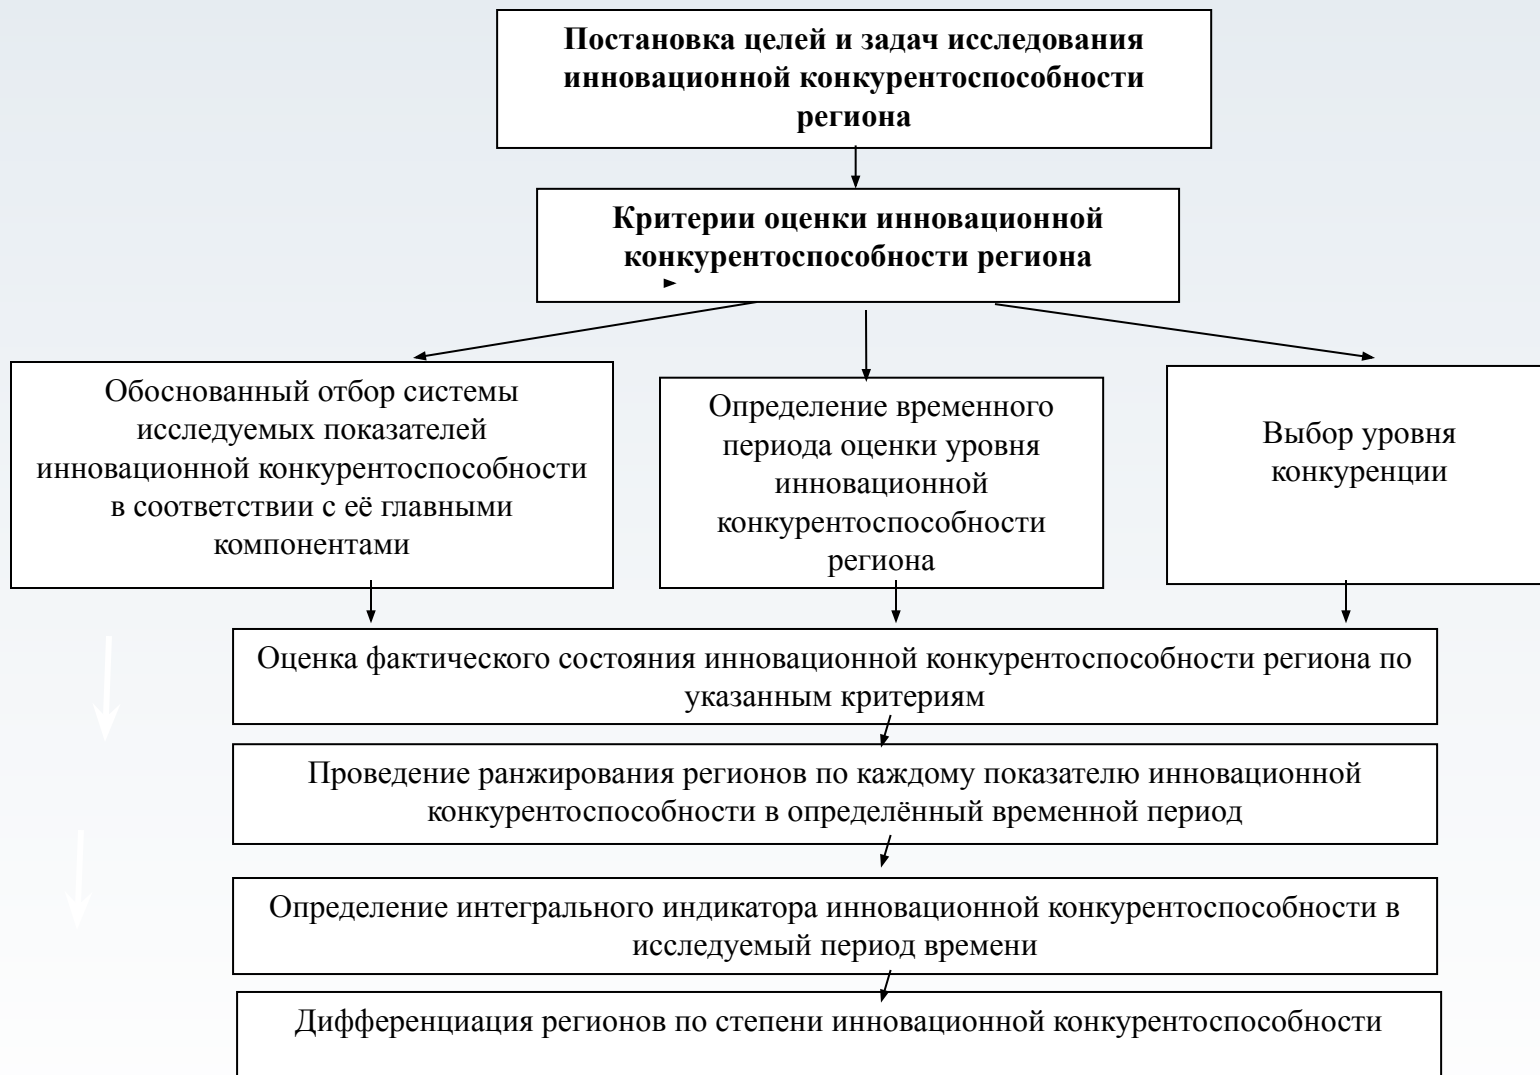 Постановка целей и задач исследования
инновационной конкурентоспособности
региона
Критерии оценки инновационной
конкурентоспособности региона
Обоснованный отбор системы
исследуемых показателей
инновационной конкурентоспособности
в соответствии с её главными
компонентами
Определение временного
периода оценки уровня
инновационной
конкурентоспособности
региона
Выбор уровня
конкуренции
Оценка фактического состояния инновационной конкурентоспособности региона по
указанным критериям
Проведение ранжирования регионов по каждому показателю инновационной
конкурентоспособности в определённый временной период
Определение интегрального индикатора инновационной конкурентоспособности в
исследуемый период времени
Дифференциация регионов по степени инновационной конкурентоспособности